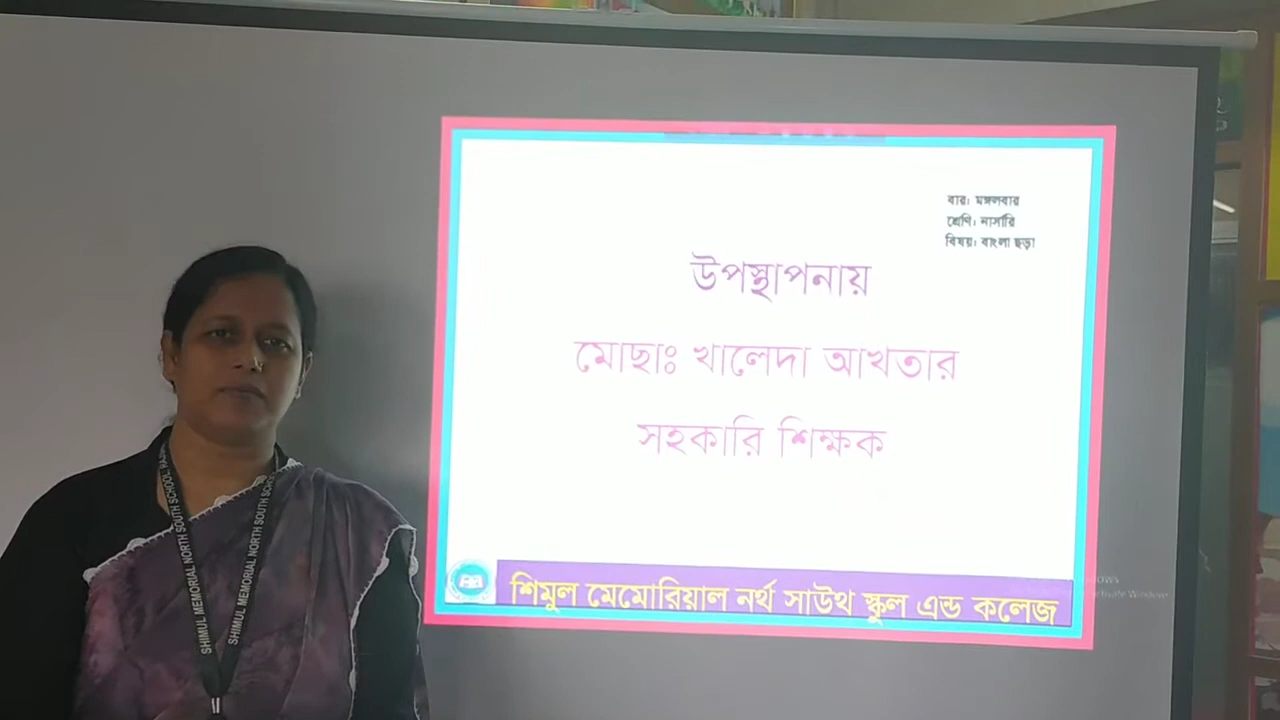 বার: মঙ্গলবার
শ্রেণি: নার্সারি
বিষয়: বাংলা ছড়া
উপস্থাপনায়
মোছাঃ খালেদা আখতার
সহকারি শিক্ষক
শিমুল মেমোরিয়াল নর্থ সাউথ স্কুল এন্ড কলেজ
SHIMUL MEMORIAL NORTH SOUTH SCHOOL
SHIMUL MEMORIAL NORTH SOUTH